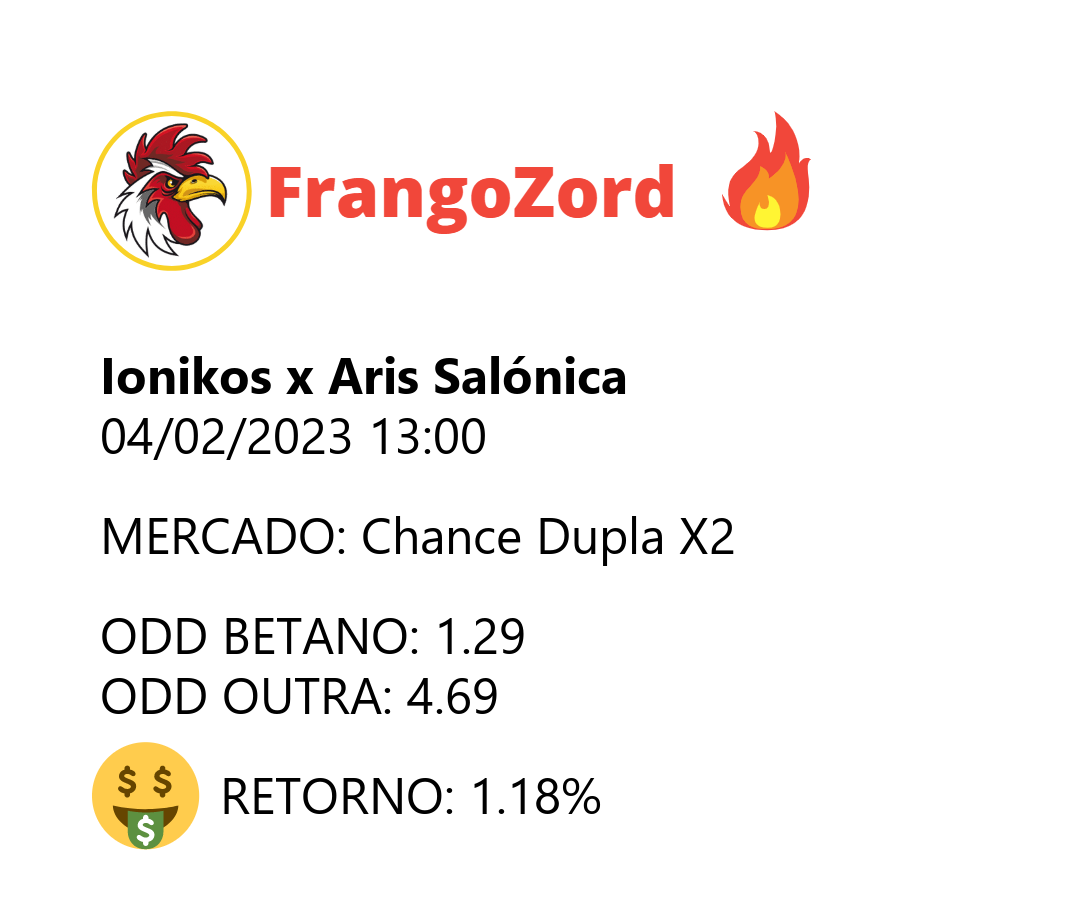 FrangoZord
Ionikos x Aris Salónica
04/02/2023 13:00
MERCADO: Chance Dupla X2
ODD BETANO: 1.29
ODD OUTRA: 4.69
$ $
$
RETORNO: 1.18%